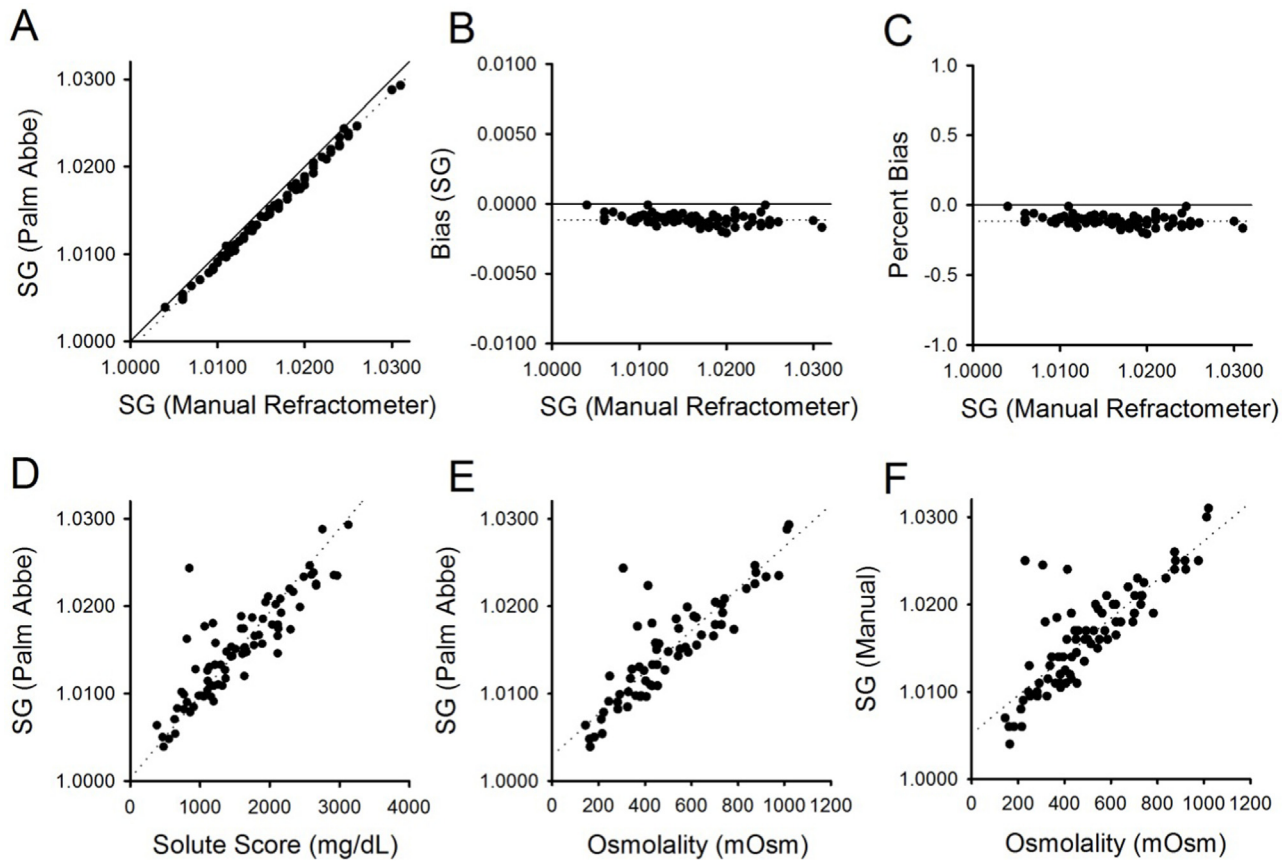 A
SG (Palm Abbe)
1.0300
1.0200
1.0100
1.0000
1.0000 1.0100 1.0200 1.0300
SG (Manual Refractometer)
B
Bias (SG)
0.0100
0.0050
0.0000
-0.0050
-0.0100
1.0000 1.0100 1.0200 1.0300
SG (Manual Refractometer)
C
Percent Bias
1.0
0.5
0.0
-0.5
-1.0
1.0000 1.0100 1.0200 1.0300
SG (Manual Refractometer)
D
SG (Palm Abbe)
1.0300
1.0200
1.0100
1.0000
0 1000 2000 3000 4000
Solute Score (mg/dL)
E
SG (Palm Abbe)
1.0300
1.0200
1.0100
1.0000
0 200 400 600 800 1000 1200
Osmolality (mOsm)
F
SG (Manual)
1.0300
1.0200
1.0100
1.0000
0 200 400 600 800 1000 1200
Osmolality (mOsm)